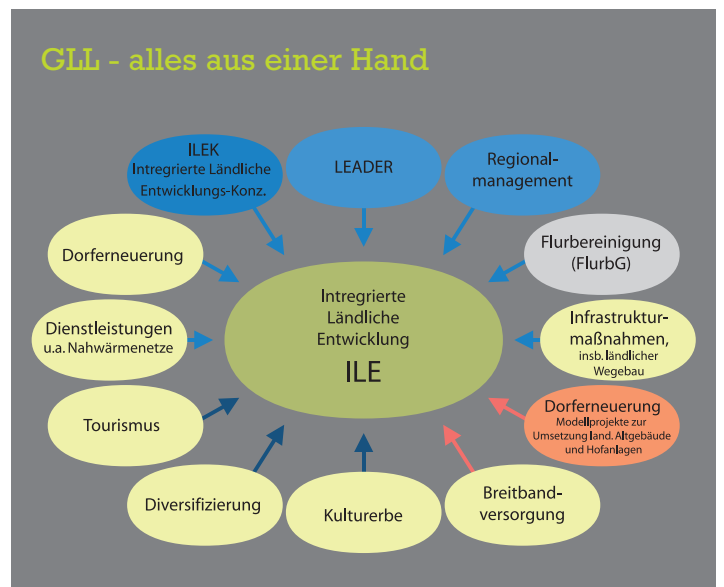 GLL - alles aus einer Hand
ILEK
Integrierte Ländliche
Entwicklungs-Konz.
LEADER
Regional-
management
Dorferneuerung
Flurbereinigung
(FlurbG)
Dienstleistungen
u.a. Nahwärmenetze
Intregrierte
Ländliche
Entwicklung
ILE
Infrastruktur-
maßnahmen,
insb. ländlicher
Wegebau
Tourismus
Dorferneuerung
Modellprojekte zur
Umsetzung land. Altgebäude
und Hofanlagen
Diversifizierung
Kulturerbe
Breitband-
versorgung